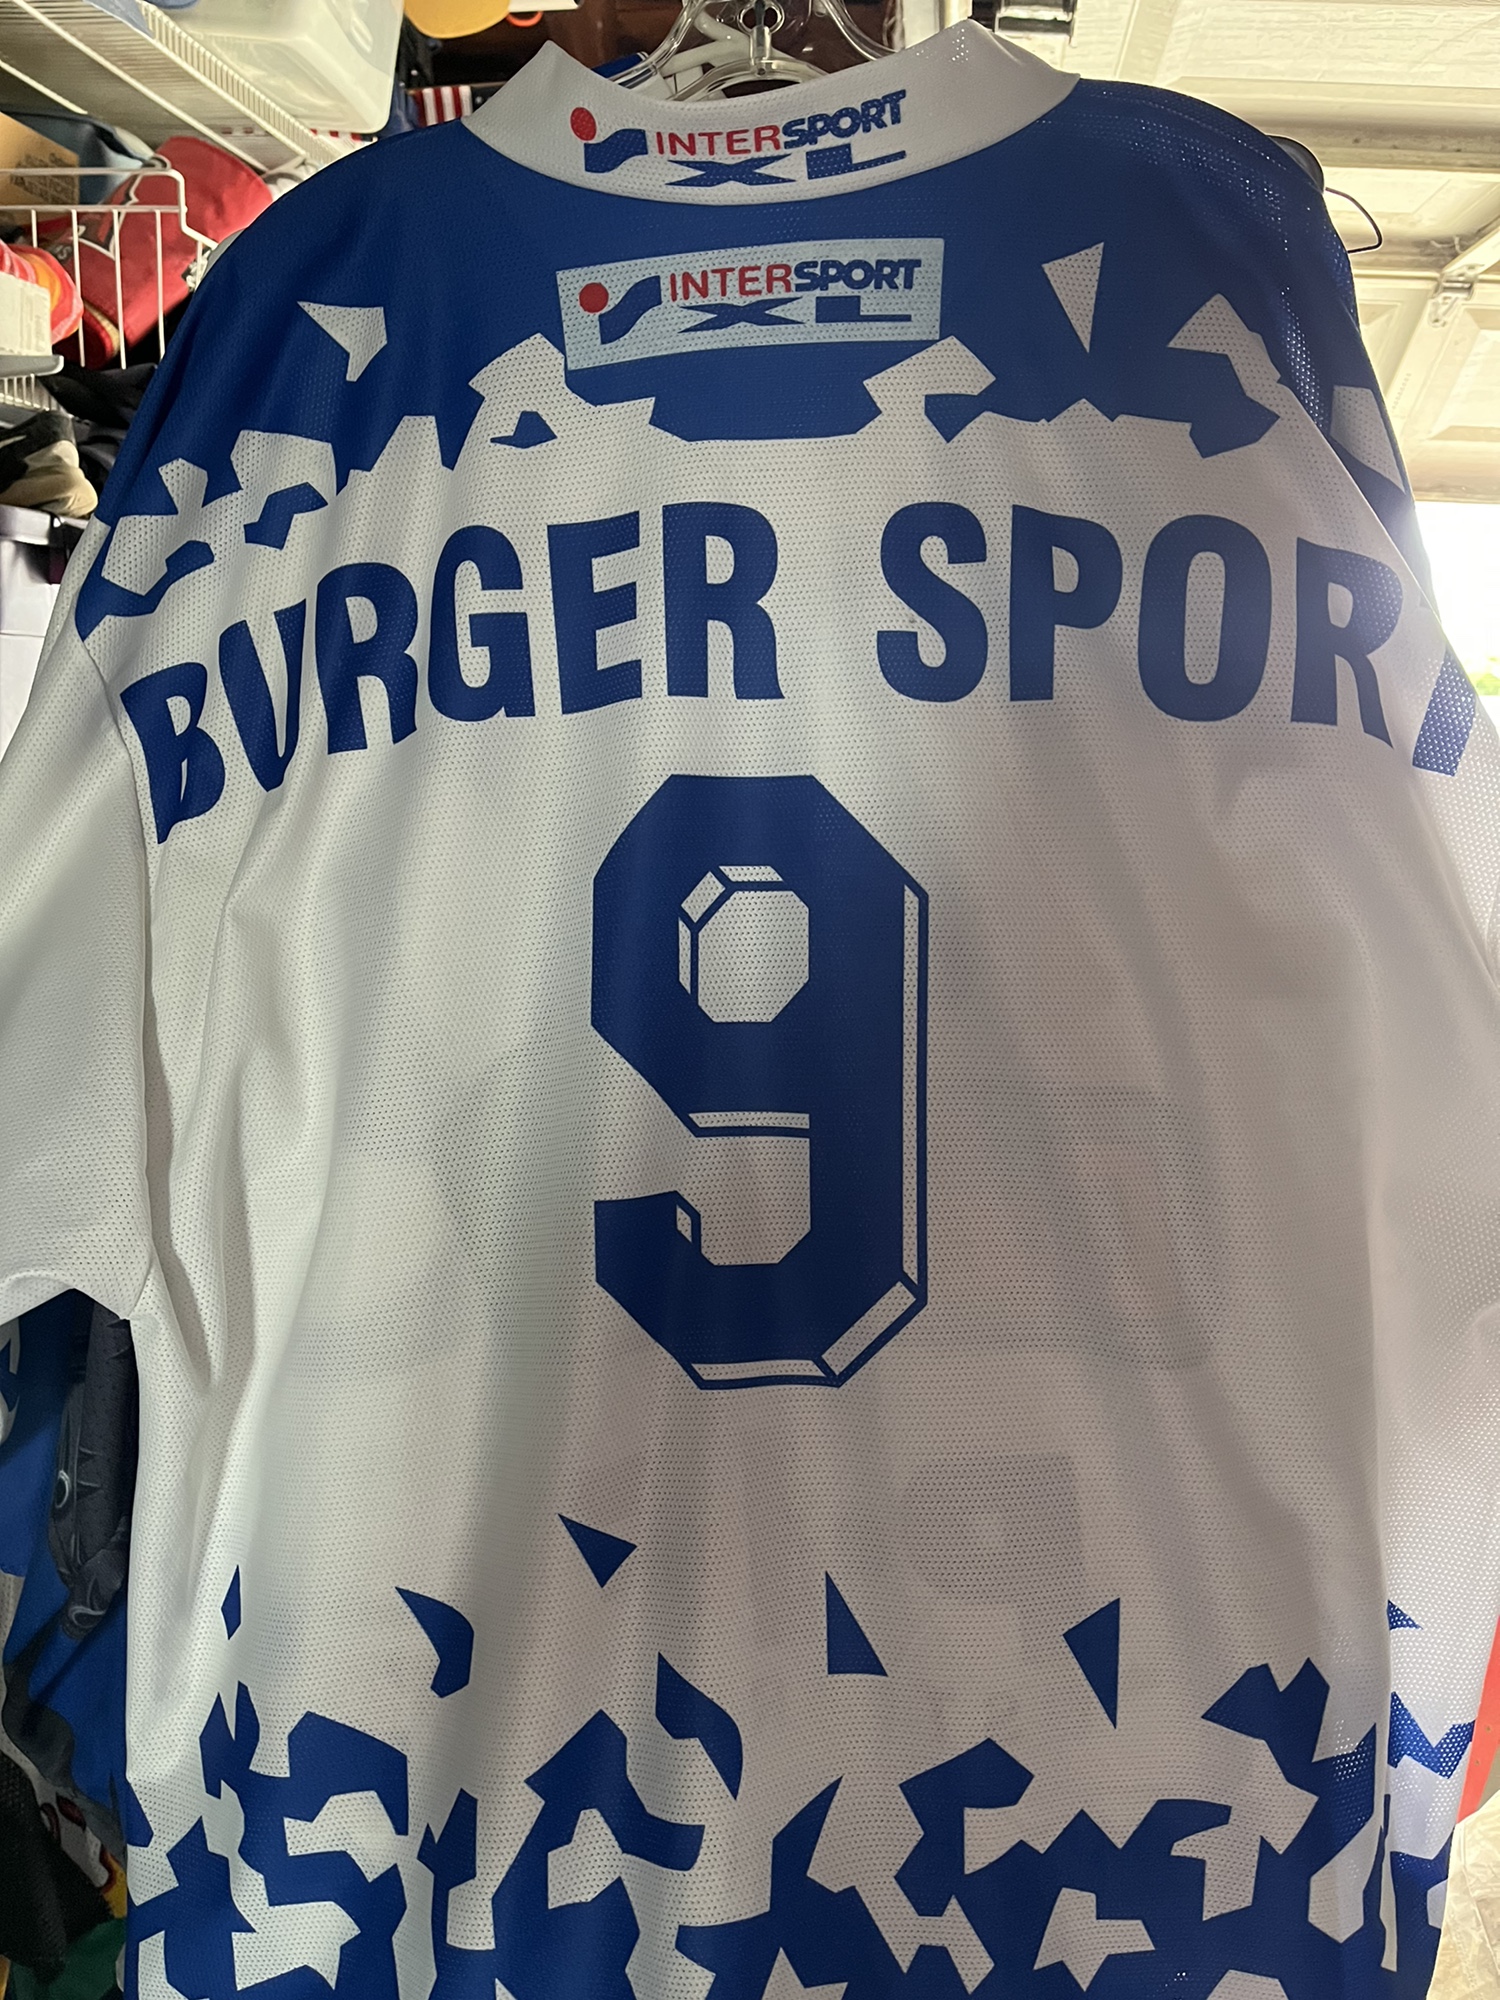 INTERSPORT
XL
INTERSPORT
XL
BURGER SPORT
9